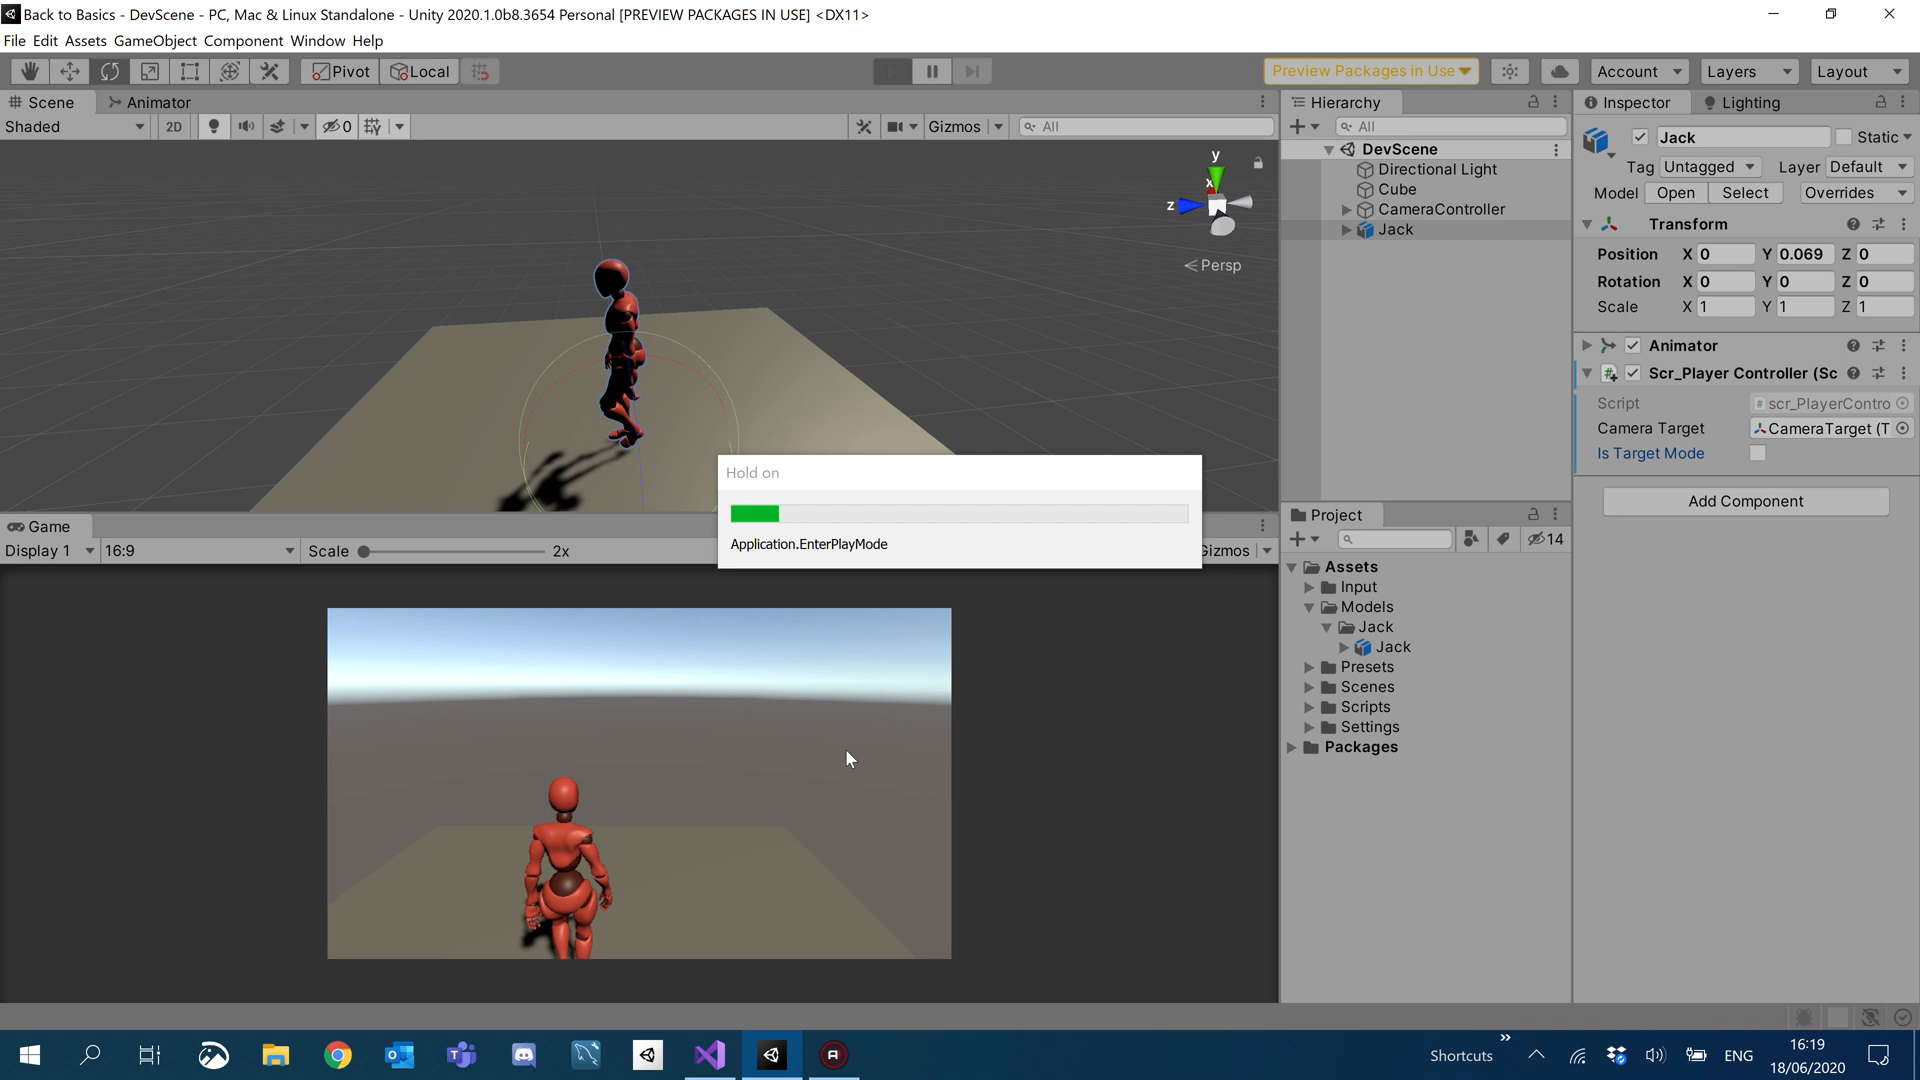 Back to Basics - DevScene - PC, Mac & Linux Standalone - Unity 2020.1.0b8.3654 Personal [PREVIEW PACKAGES IN USE] <DX11>
File Edit Assets GameObject Component Window Help
Pivot Local Preview Packages in Use Account Layers Layout
Scene Animator
Shaded 2D 0 Gizmos All
y
x
z
Persp
Hierarchy
All
DevScene
Directional Light
Cube
CameraController
Jack
Inspector Lighting
Jack Static
Tag Untagged Layer Default
Model Open Select Overrides
Transform
Position X 0 Y 0.069 Z 0
Rotation X 0 Y 0 Z 0
Scale X 1 Y 1 Z 1
Animator
Scr_Player Controller (Sc
Script scr_PlayerContro
Camera Target CameraTarget (T
Is Target Mode
Add Component
Hold on
Application.EnterPlayMode
Game
Display 1 16:9 Scale 2x Gizmos
Project
14
Assets
Input
Models
Jack
Jack
Presets
Scenes
Scripts
Settings
Packages
Shortcuts
ENG
16:19
18/06/2020